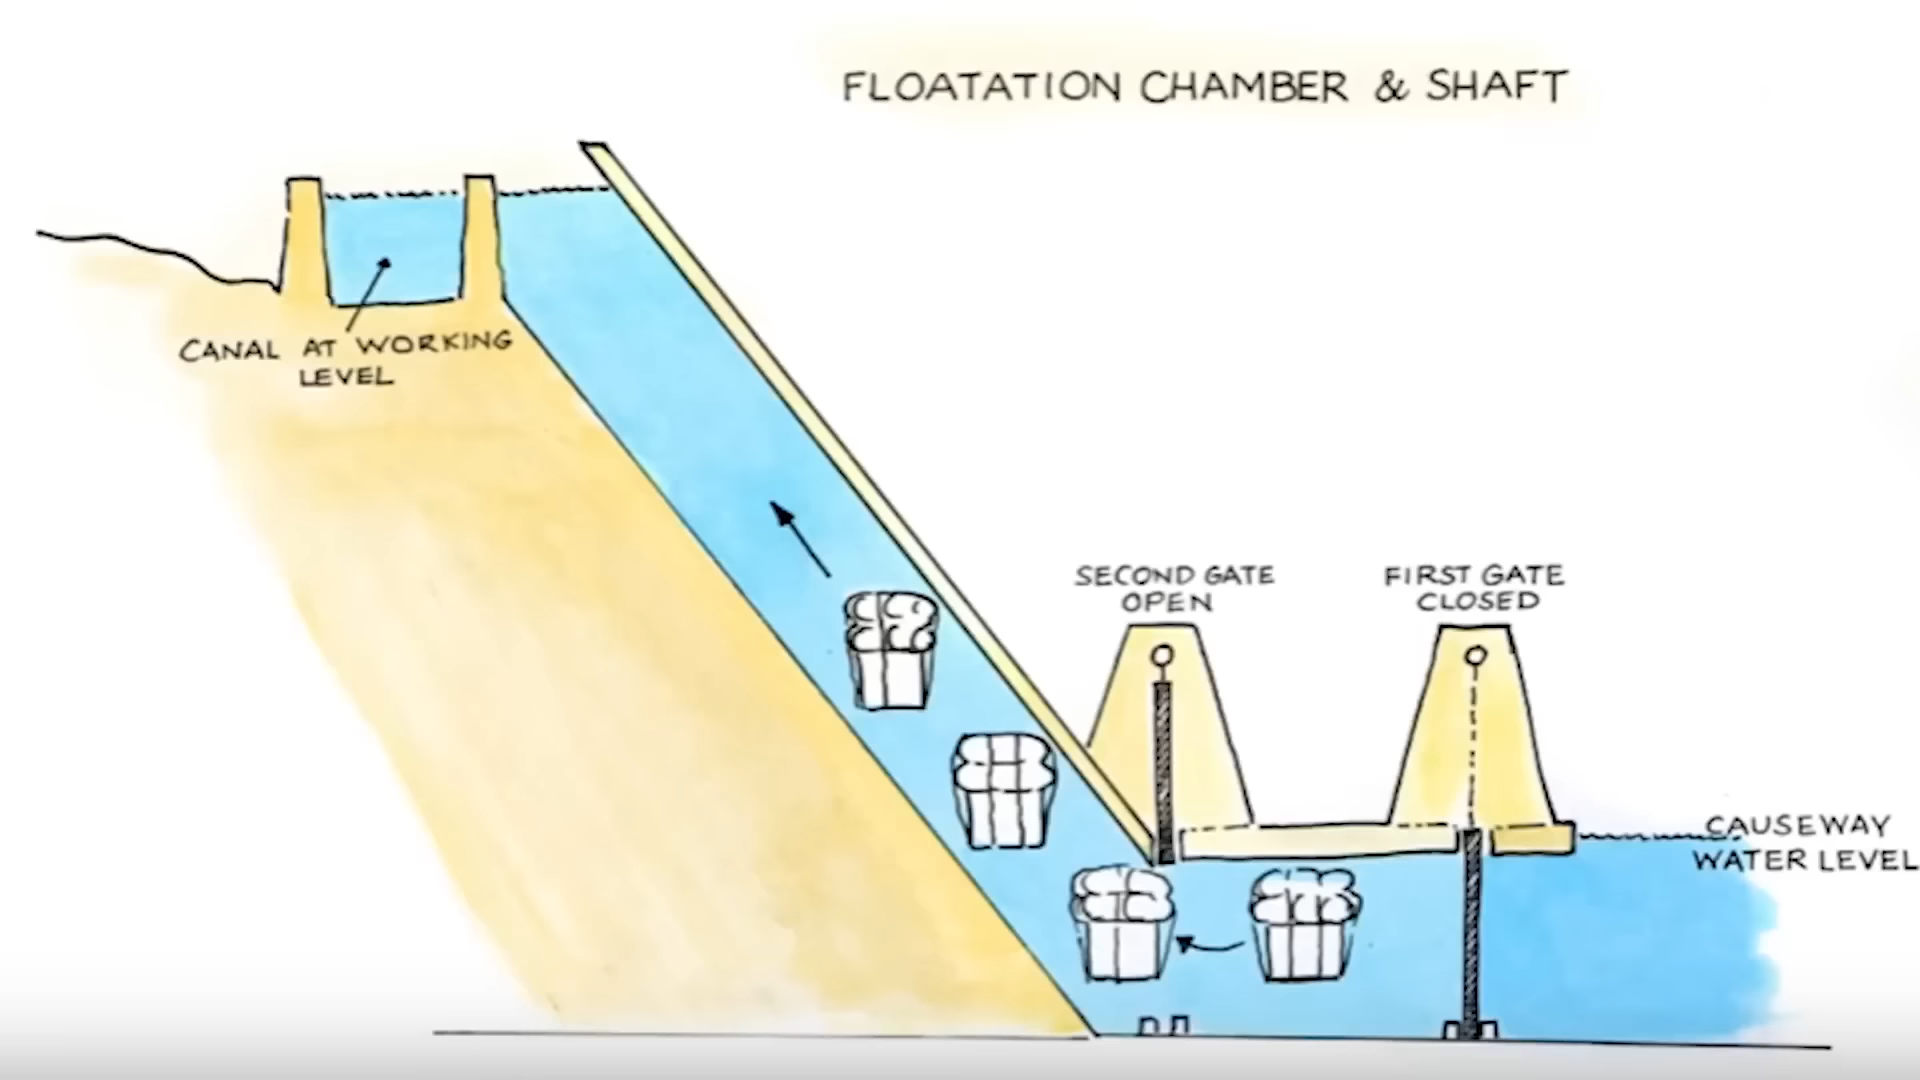 FLOATATION CHAMBER & SHAFT
CANAL AT WORKING
LEVEL
SECOND GATE
OPEN
FIRST GATE
CLOSED
CAUSEWAY
WATER LEVEL